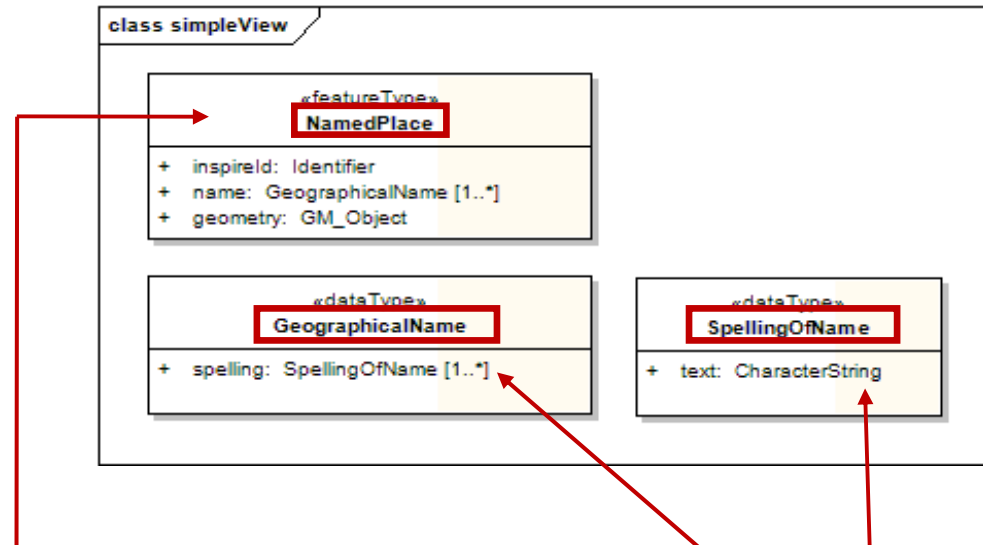 class simpleView
«featureType»
NamedPlace
+ inspireId: Identifier
+ name: GeographicalName [1..*]
+ geometry: GM_Object
«dataType»
GeographicalName
+ spelling: SpellingOfName [1..*]
«dataType»
SpellingOfName
+ text: CharacterString